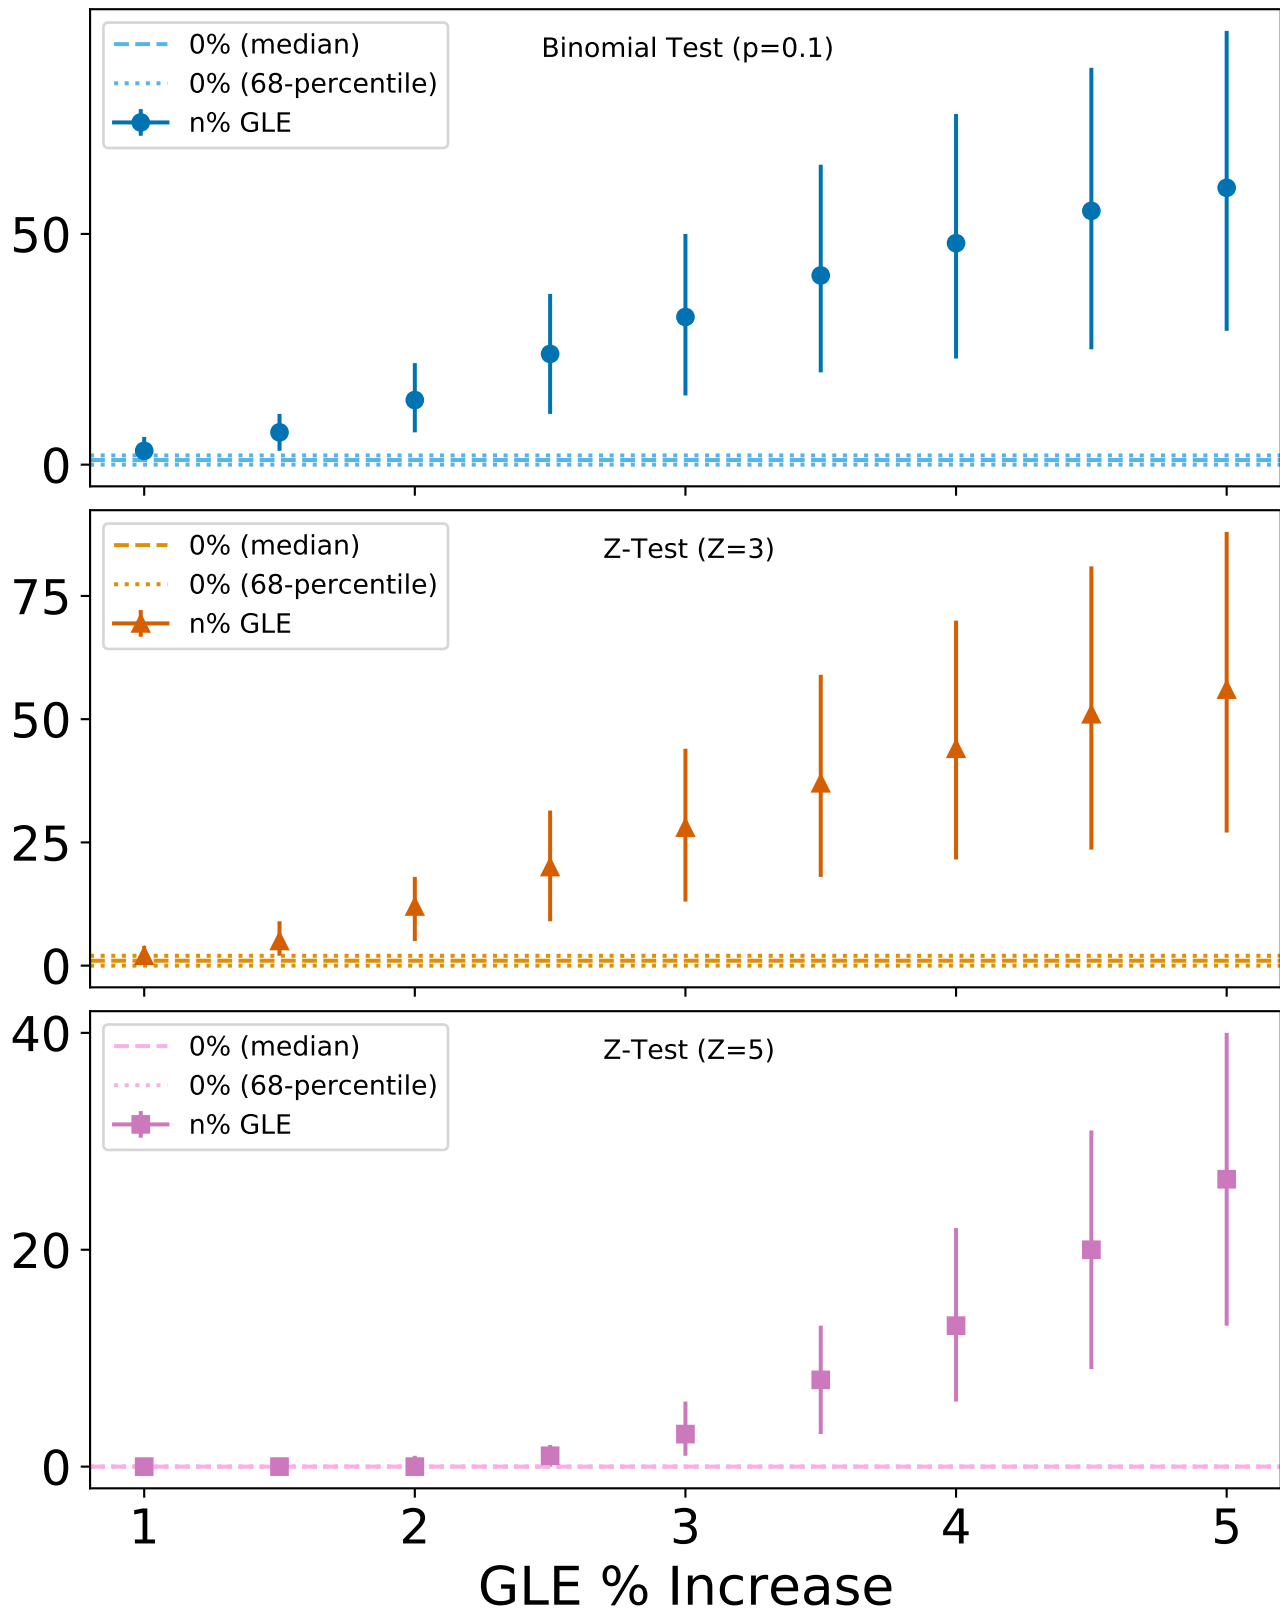 0% (median)
0% (68-percentile)
n% GLE
Binomial Test (p=0.1)
50
0
0% (median)
0% (68-percentile)
n% GLE
Z-Test (Z=3)
75
50
25
0
0% (median)
0% (68-percentile)
n% GLE
Z-Test (Z=5)
40
20
0
1 2 3 4 5
GLE % Increase